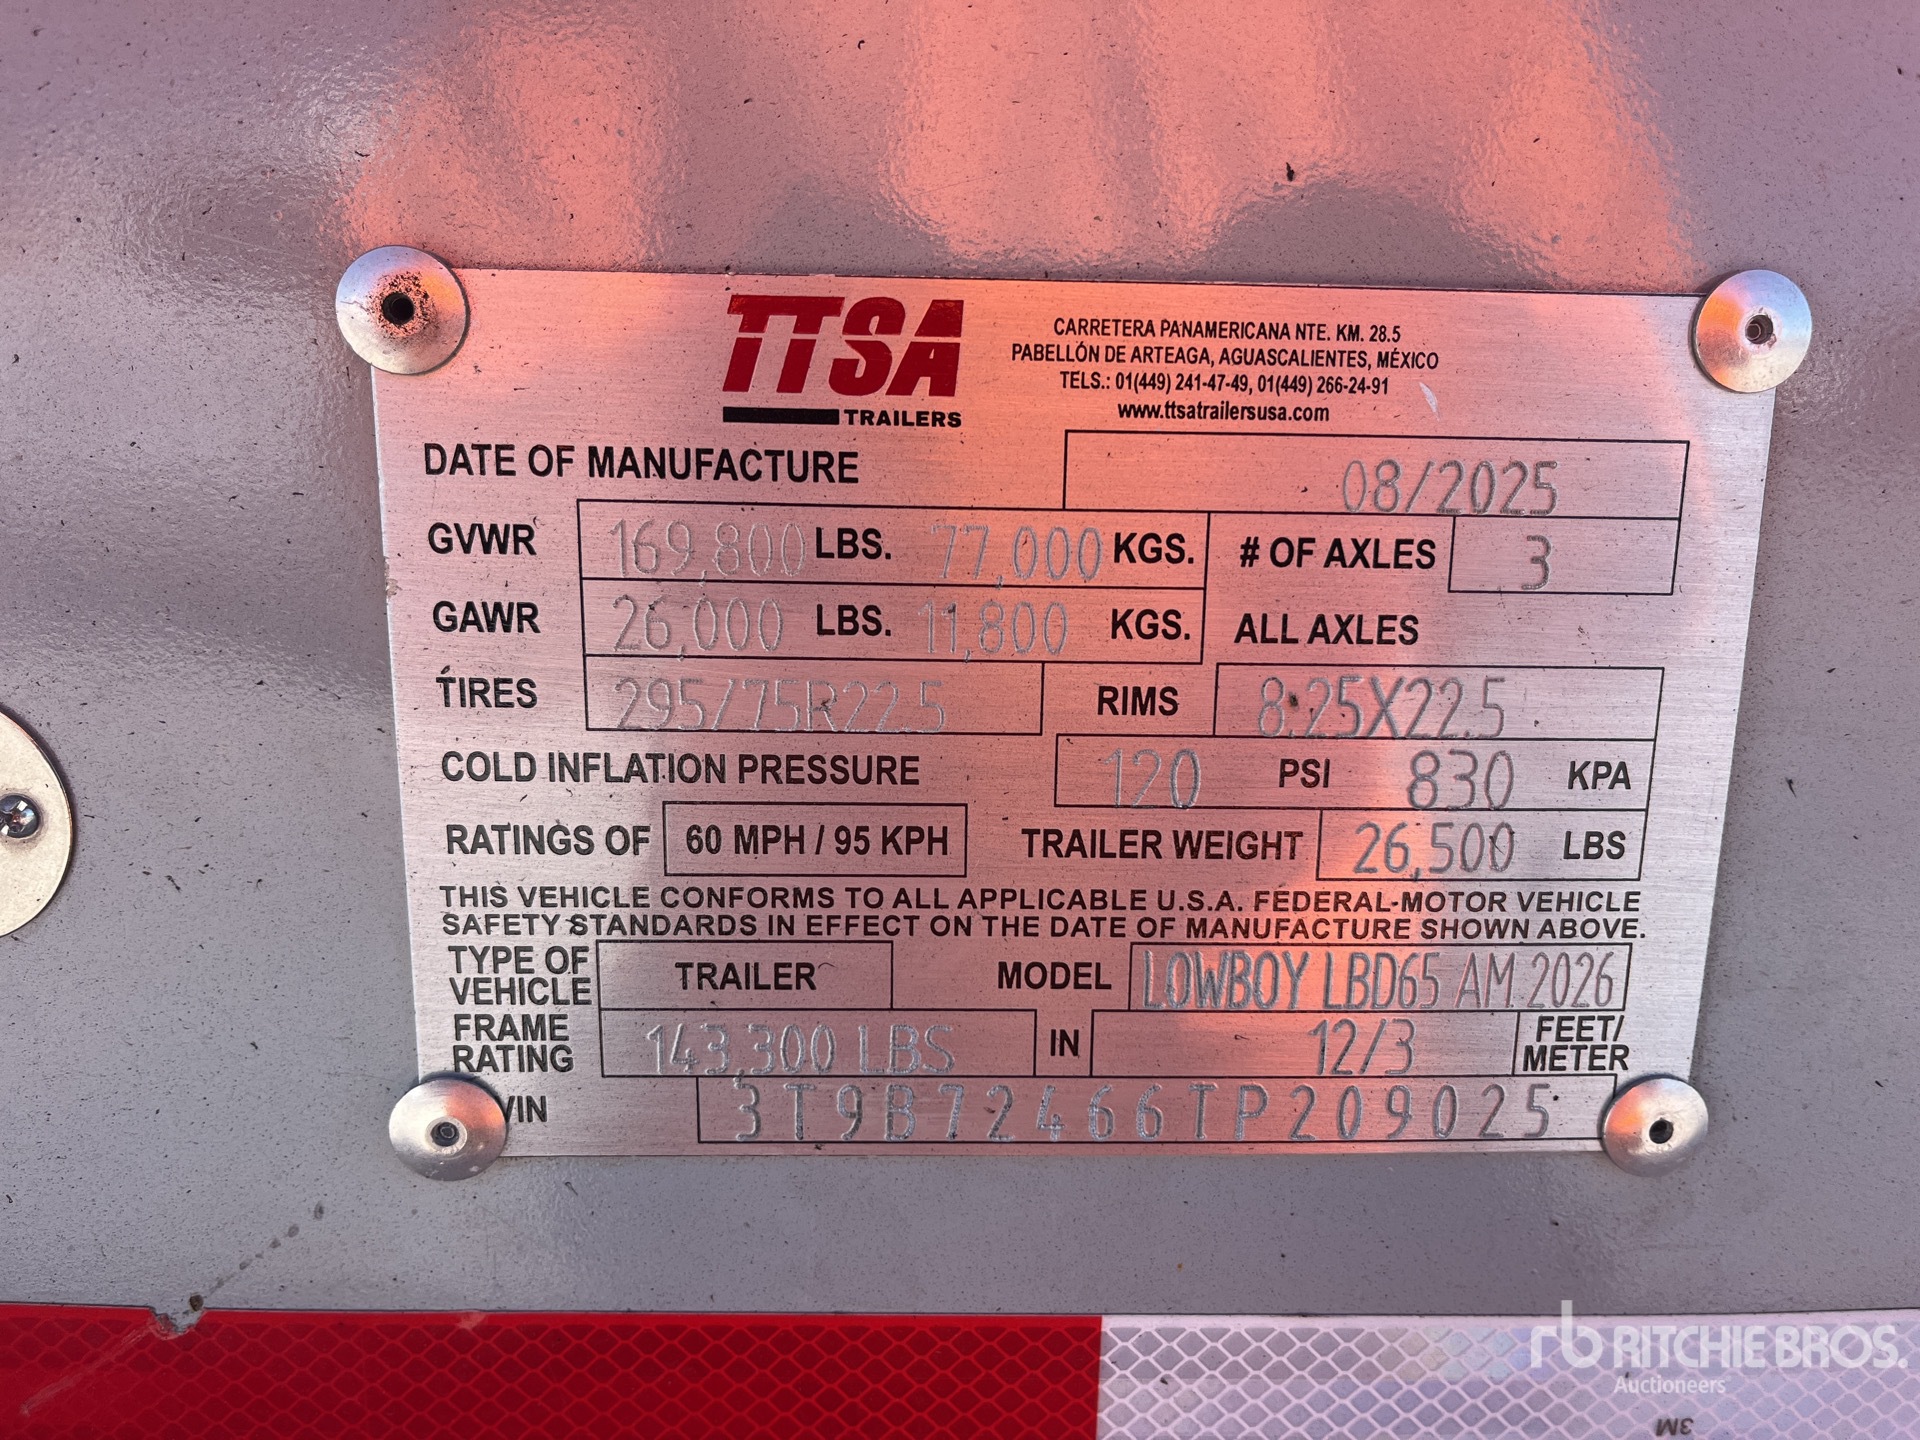 TTSA
TRAILERS
CARRETERA PANAMERICANA NTE. KM. 28.5
PABELLÓN DE ARTEAGA, AGUASCALIENTES, MÉXICO
TELS.: 01(449) 241-47-49, 01(449) 266-24-91
www.ttsatrailersusa.com
DATE OF MANUFACTURE 08/2025
GVWR 169,800 LBS. 77,000 KGS. # OF AXLES 3
GAWR 26,000 LBS. 11,800 KGS. ALL AXLES
TIRES 295/75R22.5 RIMS 8.25X22.5
COLD INFLATION PRESSURE 120 PSI 830 KPA
RATINGS OF 60 MPH / 95 KPH TRAILER WEIGHT 26,500 LBS
THIS VEHICLE CONFORMS TO ALL APPLICABLE U.S.A. FEDERAL-MOTOR VEHICLE
SAFETY STANDARDS IN EFFECT ON THE DATE OF MANUFACTURE SHOWN ABOVE.
TYPE OF VEHICLE TRAILER MODEL LOWBOY LBD65 AM 2026
FRAME RATING 143,300 LBS IN 12/3 FEET/METER
VIN 3T9B72466TP209025
rb RITCHIE BROS.
Auctioneers
3M